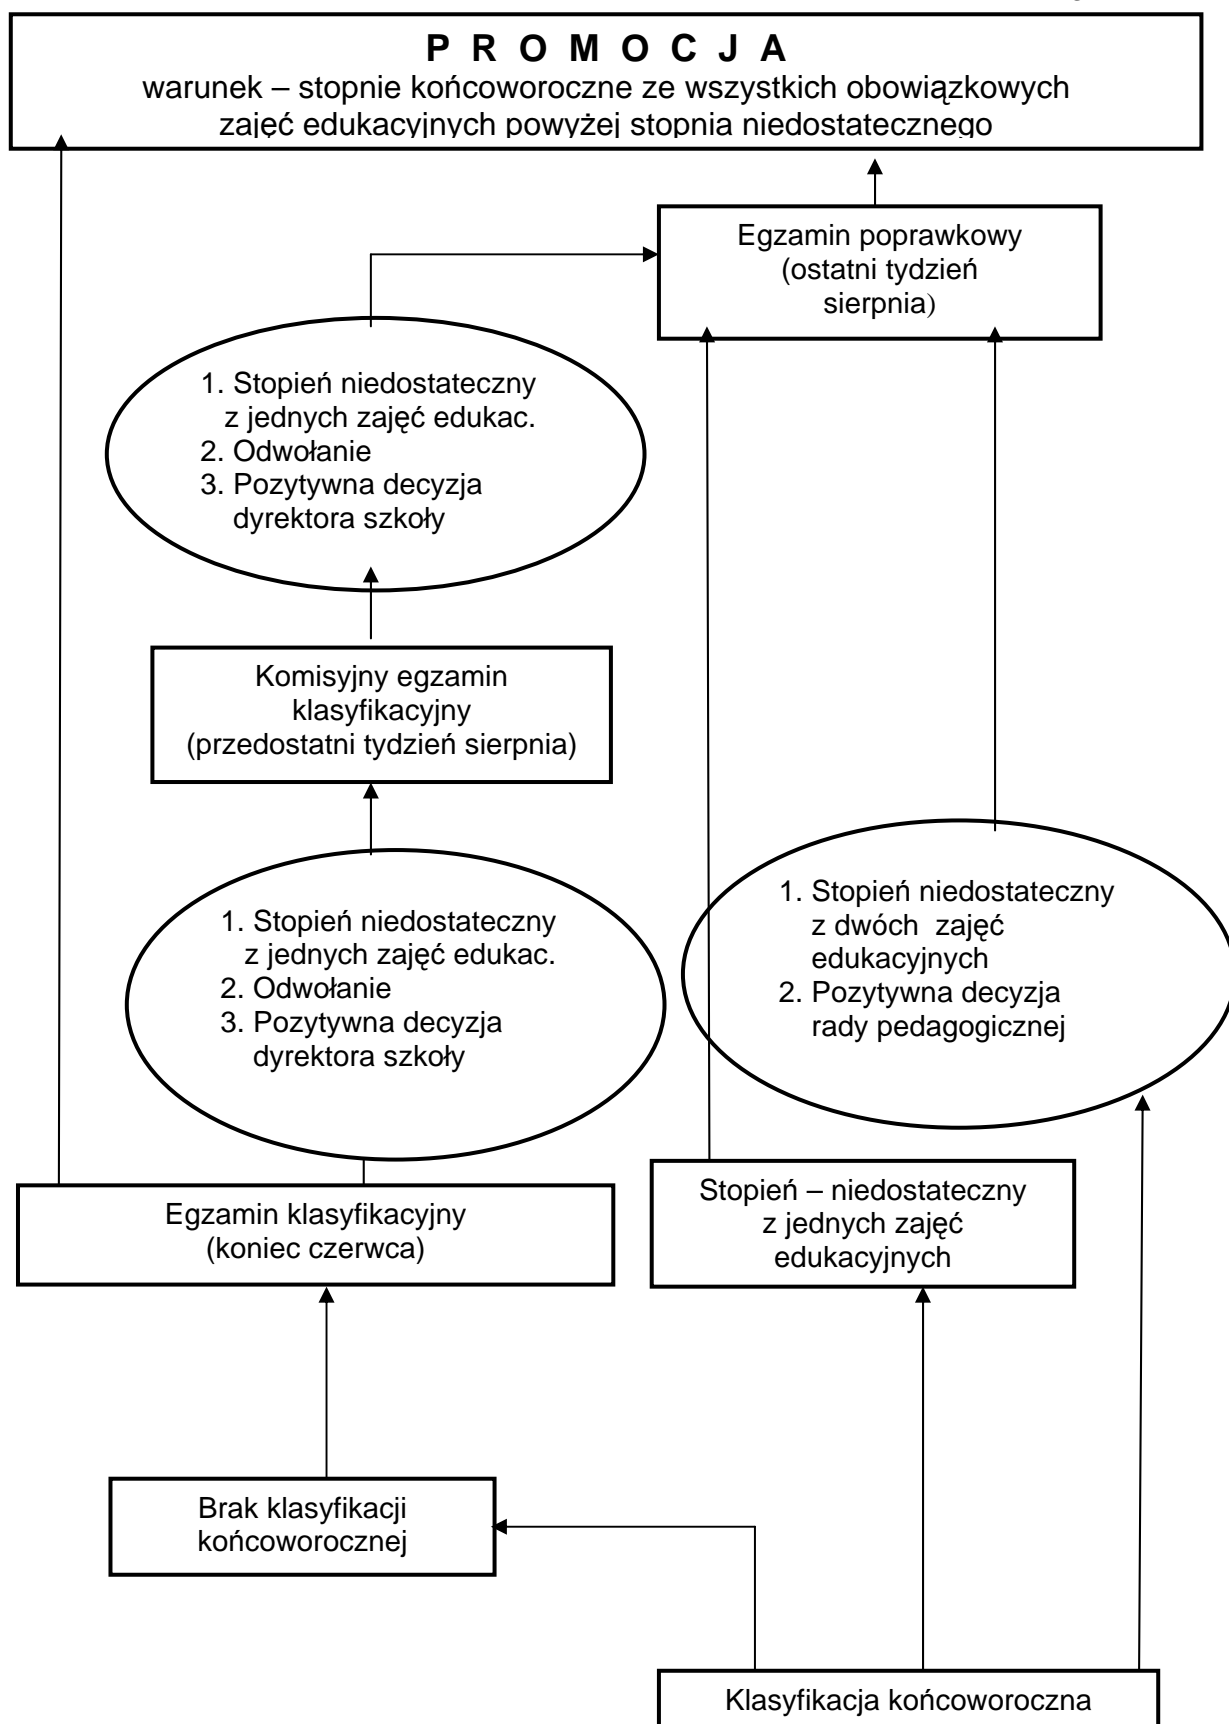 P R O M O C J A
warunek – stopnie końcoworoczne ze wszystkich obowiązkowych
zajęć edukacyjnych powyżej stopnia niedostatecznego
Egzamin poprawkowy
(ostatni tydzień
sierpnia)
1. Stopień niedostateczny
z jednych zajęć edukac.
2. Odwołanie
3. Pozytywna decyzja
dyrektora szkoły
Komisyjny egzamin
klasyfikacyjny
(przedostatni tydzień sierpnia)
1. Stopień niedostateczny
z jednych zajęć edukac.
2. Odwołanie
3. Pozytywna decyzja
dyrektora szkoły
1. Stopień niedostateczny
z dwóch zajęć
edukacyjnych
2. Pozytywna decyzja
rady pedagogicznej
Egzamin klasyfikacyjny
(koniec czerwca)
Stopień – niedostateczny
z jednych zajęć
edukacyjnych
Brak klasyfikacji
końcoworocznej
Klasyfikacja końcoworoczna